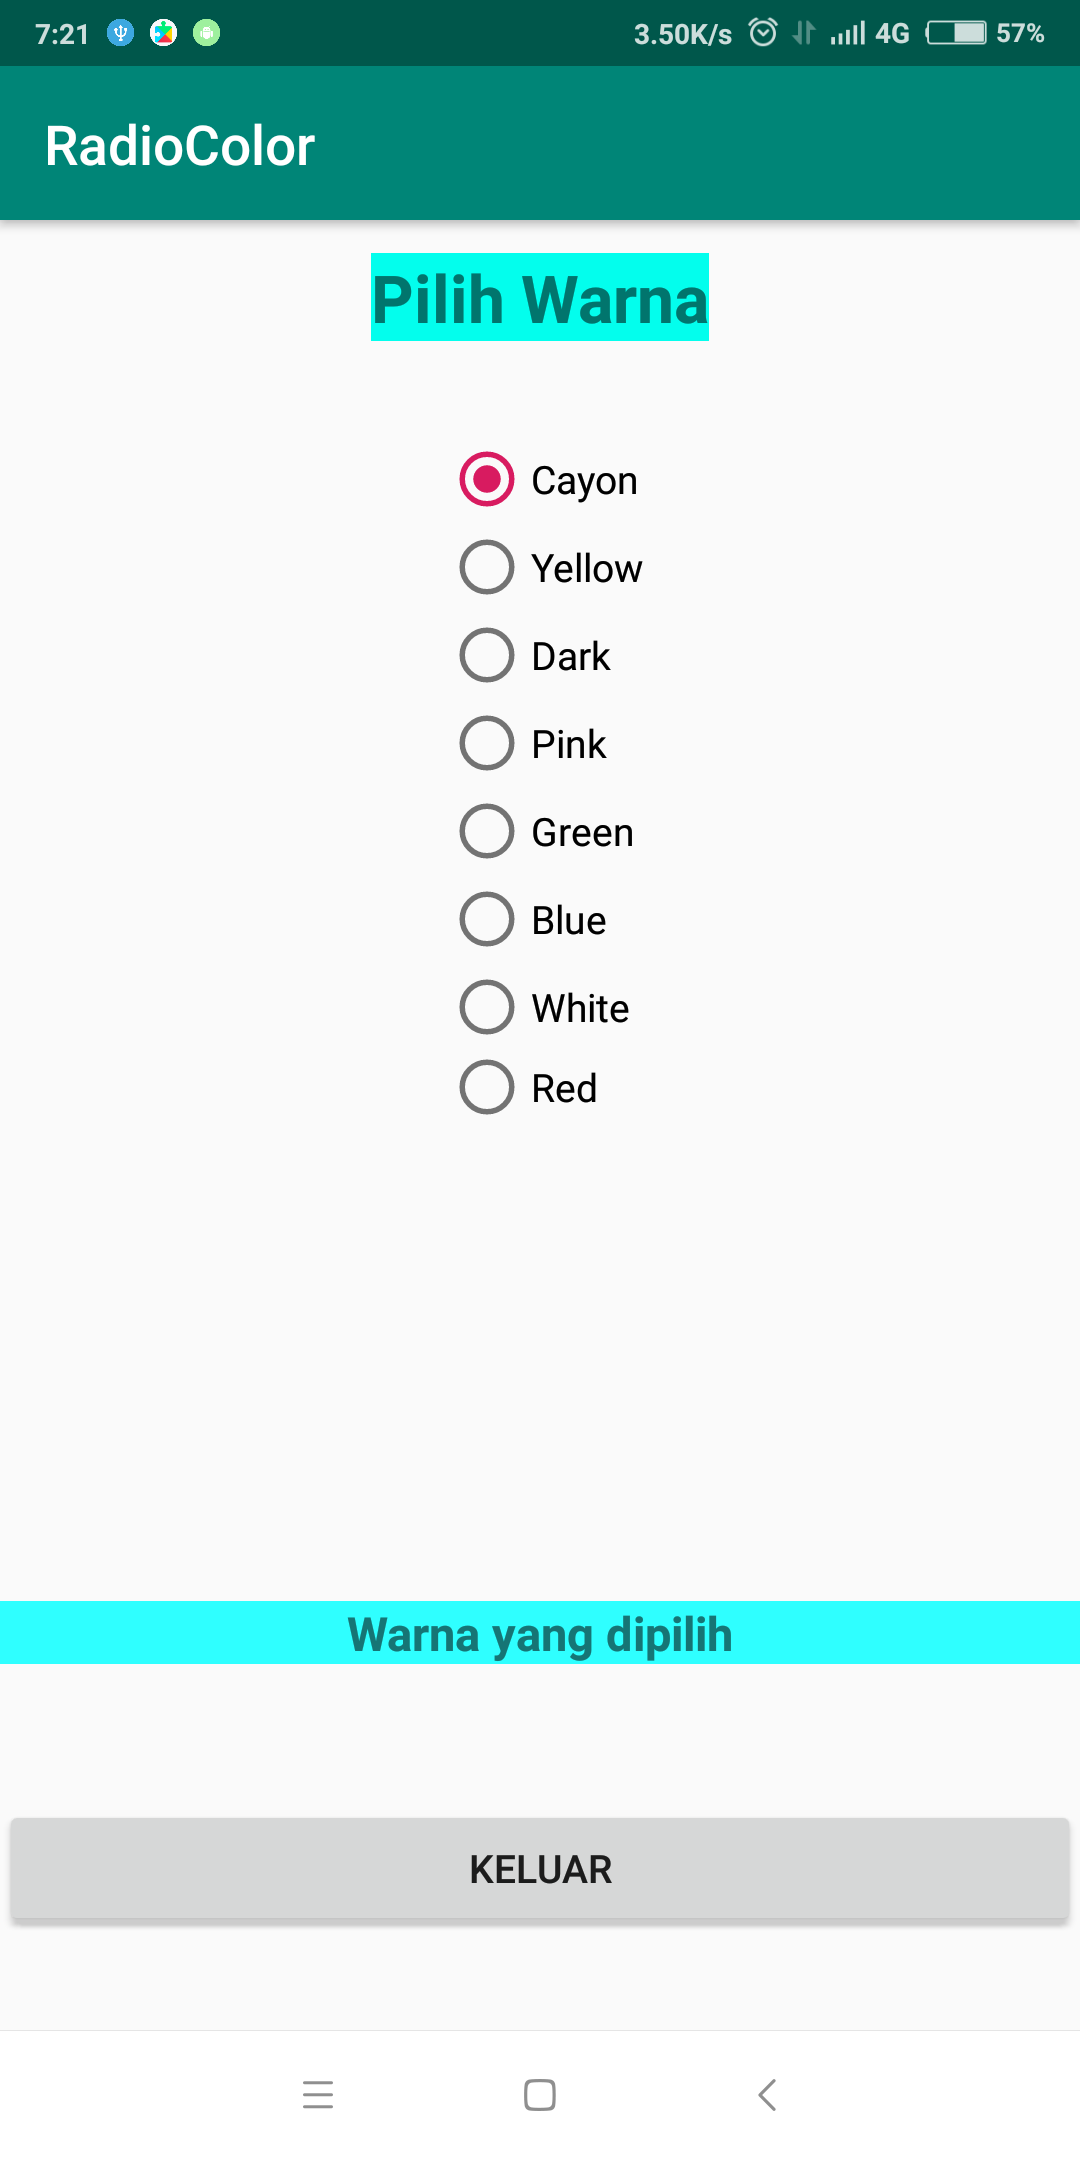 7:21 3.50K/s 4G 57%
RadioColor
Pilih Warna
Cayon
Yellow
Dark
Pink
Green
Blue
White
Red
Warna yang dipilih
KELUAR